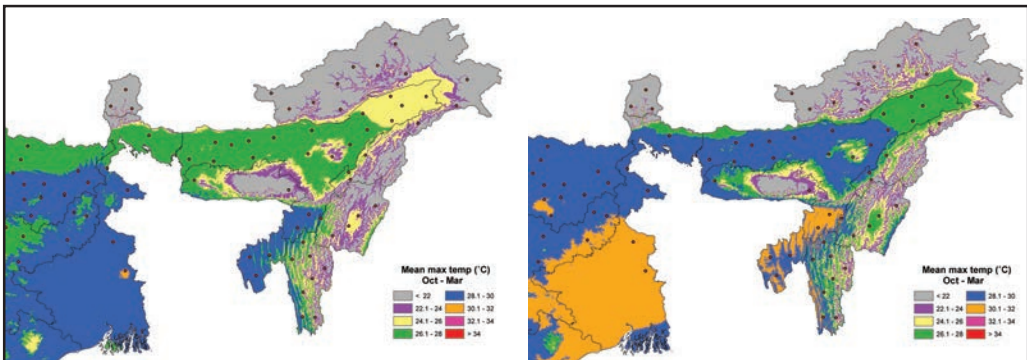 Mean max temp (˚C)
Oct - Mar
< 22
28.1 - 30
22.1 - 24
30.1 - 32
24.1 - 26
32.1 - 34
26.1 - 28
> 34
Mean max temp (˚C)
Oct - Mar
< 22
28.1 - 30
22.1 - 24
30.1 - 32
24.1 - 26
32.1 - 34
26.1 - 28
> 34